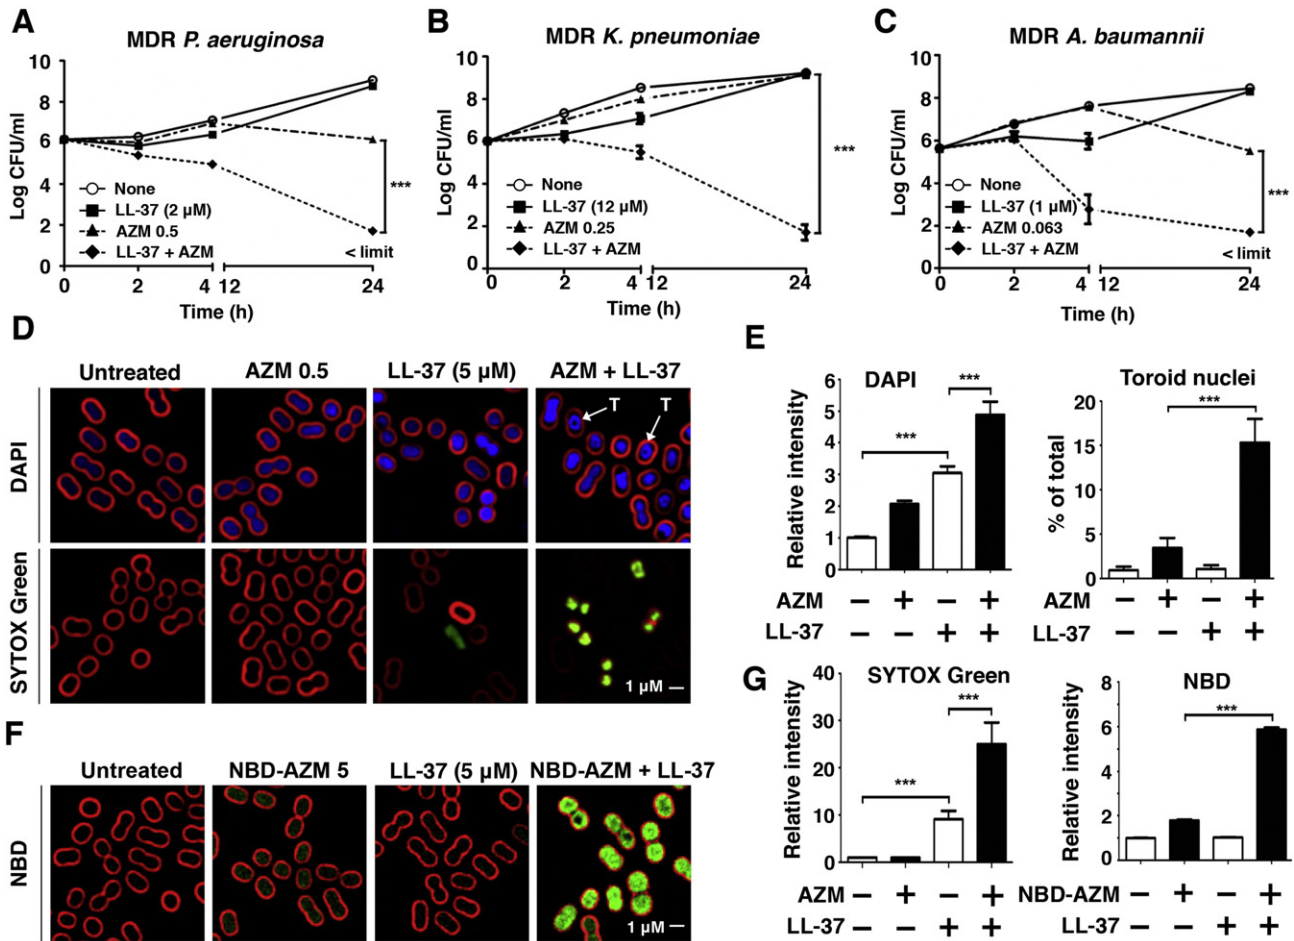 A
MDR P. aeruginosa
Log CFU/ml
10
8
6
4
2
0
None
LL-37 (2 µM)
AZM 0.5
LL-37 + AZM
***
< limit
0 2 4 12 24
Time (h)
B
MDR K. pneumoniae
Log CFU/ml
10
8
6
4
2
0
None
LL-37 (12 µM)
AZM 0.25
LL-37 + AZM
***
0 2 4 12 24
Time (h)
C
MDR A. baumannii
Log CFU/ml
10
8
6
4
2
0
None
LL-37 (1 µM)
AZM 0.063
LL-37 + AZM
***
< limit
0 2 4 12 24
Time (h)
D
Untreated AZM 0.5 LL-37 (5 µM) AZM + LL-37
DAPI
T T
SYTOX Green
1 µM
E
DAPI
Relative intensity
6
5
4
3
2
1
0
*** ***
AZM − + − +
LL-37 − − + +
Toroid nuclei
% of total
20
15
10
5
0
***
AZM − + − +
LL-37 − − + +
F
Untreated NBD-AZM 5 LL-37 (5 µM) NBD-AZM + LL-37
NBD
1 µM
G
SYTOX Green
Relative intensity
40
30
20
10
0
*** ***
AZM − + − +
LL-37 − − + +
NBD
Relative intensity
8
6
4
2
0
***
NBD-AZM − + − +
LL-37 − − + +